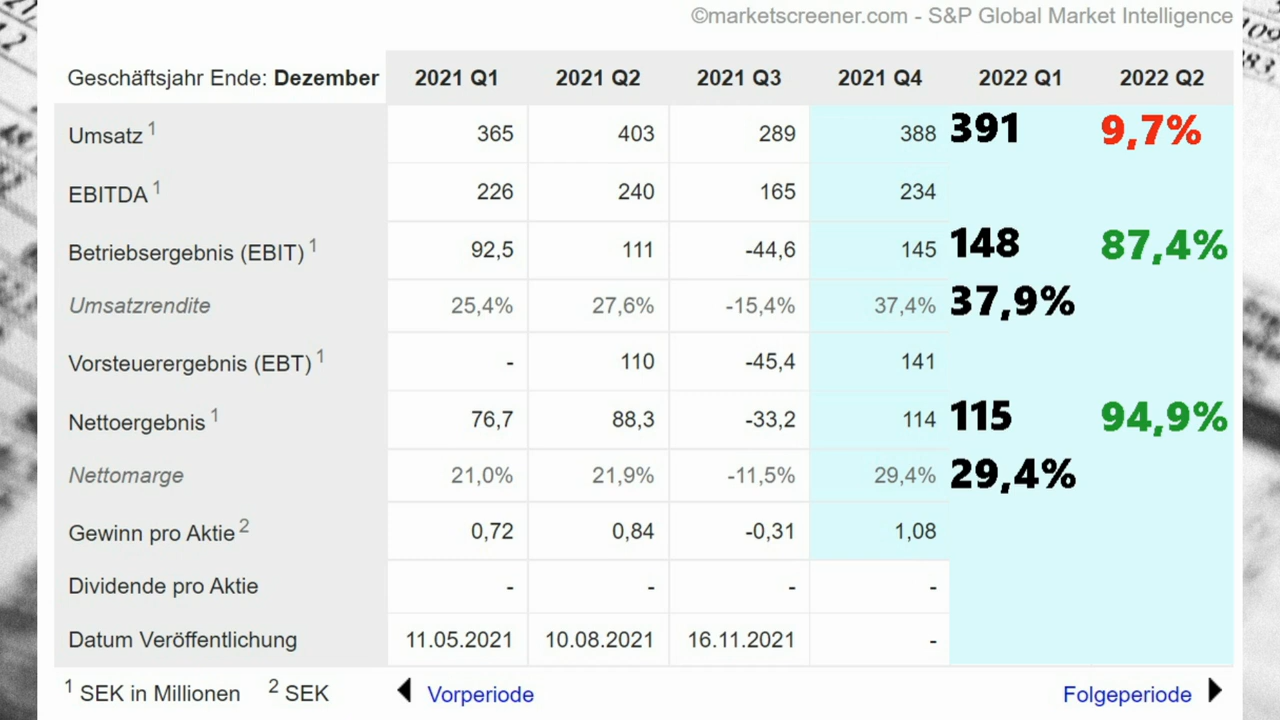 ©marketscreener.com - S&P Global Market Intelligence
Geschäftsjahr Ende: Dezember 2021 Q1 2021 Q2 2021 Q3 2021 Q4 2022 Q1 2022 Q2
Umsatz 1 365 403 289 388 391 9,7%
EBITDA 1 226 240 165 234
Betriebsergebnis (EBIT) 1 92,5 111 -44,6 145 148 87,4%
Umsatzrendite 25,4% 27,6% -15,4% 37,4% 37,9%
Vorsteuerergebnis (EBT) 1 - 110 -45,4 141
Nettoergebnis 1 76,7 88,3 -33,2 114 115 94,9%
Nettomarge 21,0% 21,9% -11,5% 29,4% 29,4%
Gewinn pro Aktie 2 0,72 0,84 -0,31 1,08
Dividende pro Aktie - - - -
Datum Veröffentlichung 11.05.2021 10.08.2021 16.11.2021 -
1 SEK in Millionen 2 SEK Vorperiode Folgeperiode